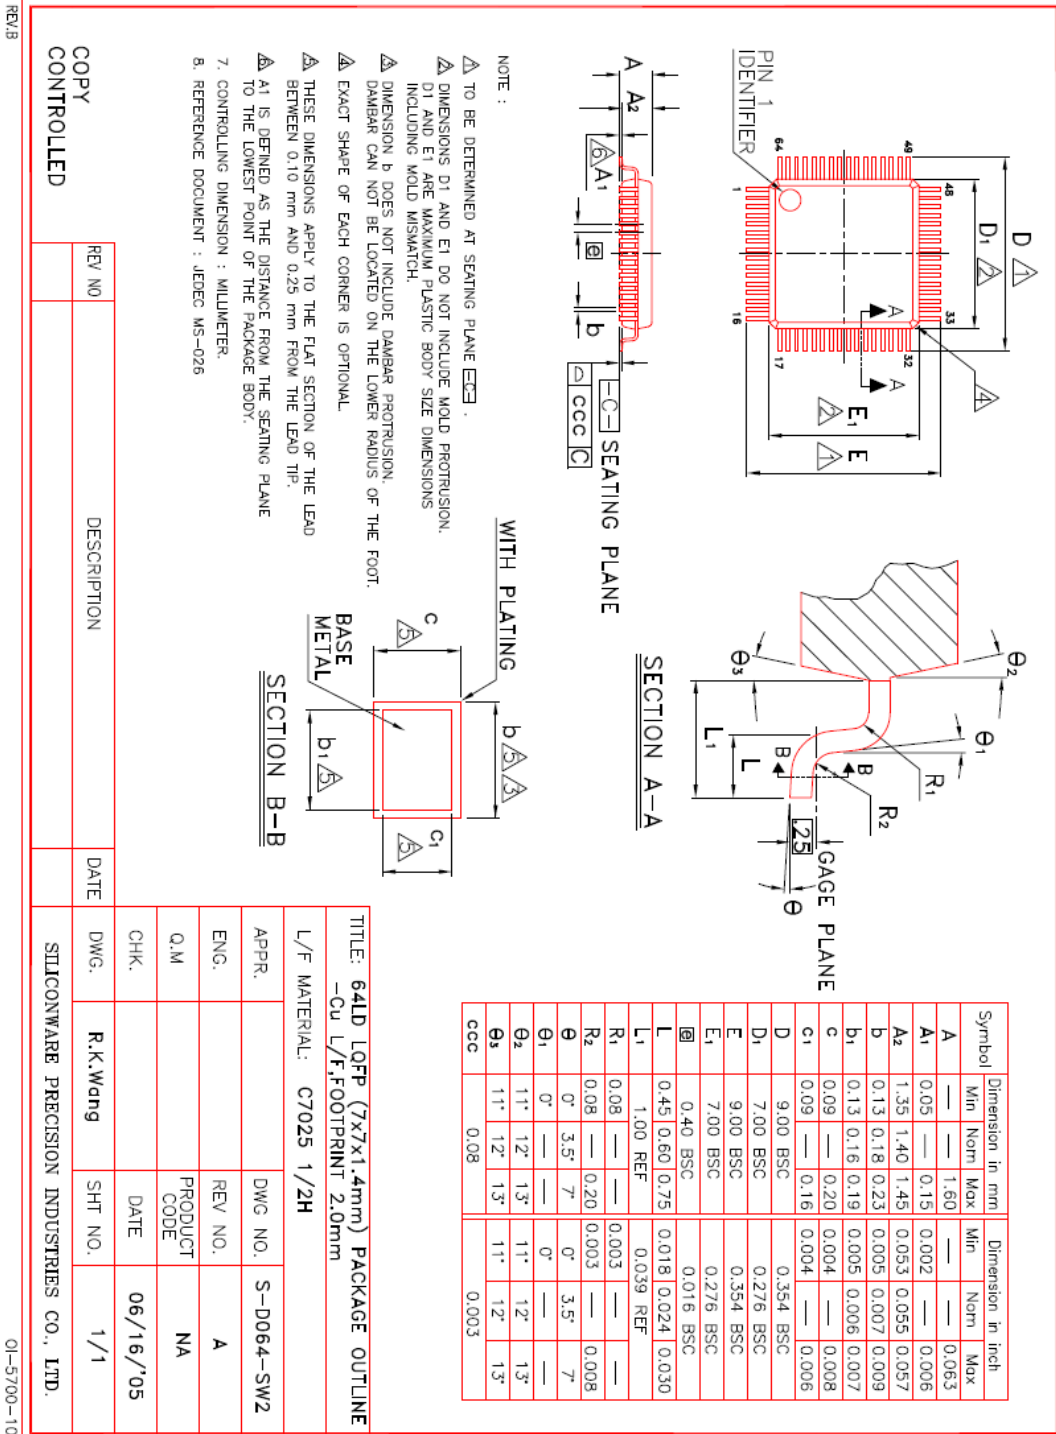 PIN 1
IDENTIFIER
64
49
1
48
16
33
17
32
D 1
D1 2
E1 2
E 1
4
A
A
A
A2
6 A1
e
b
-C- SEATING PLANE
ccc C
θ2
θ3
θ1
R1
R2
L1
L
B
B
GAGE PLANE
.25
θ
SECTION A-A
WITH PLATING
b 5 3
c 5
c1 5
b1 5
BASE
METAL
SECTION B-B
NOTE :
1 TO BE DETERMINED AT SEATING PLANE -C- .
2 DIMENSIONS D1 AND E1 DO NOT INCLUDE MOLD PROTRUSION.
D1 AND E1 ARE MAXIMUM PLASTIC BODY SIZE DIMENSIONS
INCLUDING MOLD MISMATCH.
3 DIMENSION b DOES NOT INCLUDE DAMBAR PROTRUSION.
DAMBAR CAN NOT BE LOCATED ON THE LOWER RADIUS OF THE FOOT.
4 EXACT SHAPE OF EACH CORNER IS OPTIONAL.
5 THESE DIMENSIONS APPLY TO THE FLAT SECTION OF THE LEAD
BETWEEN 0.10 mm AND 0.25 mm FROM THE LEAD TIP.
6 A1 IS DEFINED AS THE DISTANCE FROM THE SEATING PLANE
TO THE LOWEST POINT OF THE PACKAGE BODY.
7. CONTROLLING DIMENSION : MILLIMETER.
8. REFERENCE DOCUMENT : JEDEC MS-026
Symbol Dimension in mm Dimension in inch
Min Nom Max Min Nom Max
A — — 1.60 — — 0.063
A1 0.05 — 0.15 0.002 — 0.006
A2 1.35 1.40 1.45 0.053 0.055 0.057
b 0.13 0.18 0.23 0.005 0.007 0.009
b1 0.13 0.16 0.19 0.005 0.006 0.007
c 0.09 — 0.20 0.004 — 0.008
c1 0.09 — 0.16 0.004 — 0.006
D 9.00 BSC 0.354 BSC
D1 7.00 BSC 0.276 BSC
E 9.00 BSC 0.354 BSC
E1 7.00 BSC 0.276 BSC
e 0.40 BSC 0.016 BSC
L 0.45 0.60 0.75 0.018 0.024 0.030
L1 1.00 REF 0.039 REF
R1 0.08 — — 0.003 — —
R2 0.08 — 0.20 0.003 — 0.008
θ 0° 3.5° 7° 0° 3.5° 7°
θ1 0° — — 0° — —
θ2 11° 12° 13° 11° 12° 13°
θ3 11° 12° 13° 11° 12° 13°
ccc 0.08 0.003
TITLE: 64LD LQFP (7x7x1.4mm) PACKAGE OUTLINE
-Cu L/F,FOOTPRINT 2.0mm
L/F MATERIAL: C7025 1/2H
APPR. DWG NO. S-D064-SW2
ENG. REV NO. A
Q.M PRODUCT CODE NA
CHK. DATE 06/16/'05
DWG. R.K.Wang SHT NO. 1/1
SILICONWARE PRECISION INDUSTRIES CO., LTD.
REV NO DESCRIPTION DATE
COPY
CONTROLLED
REV.B
OI-5700-10